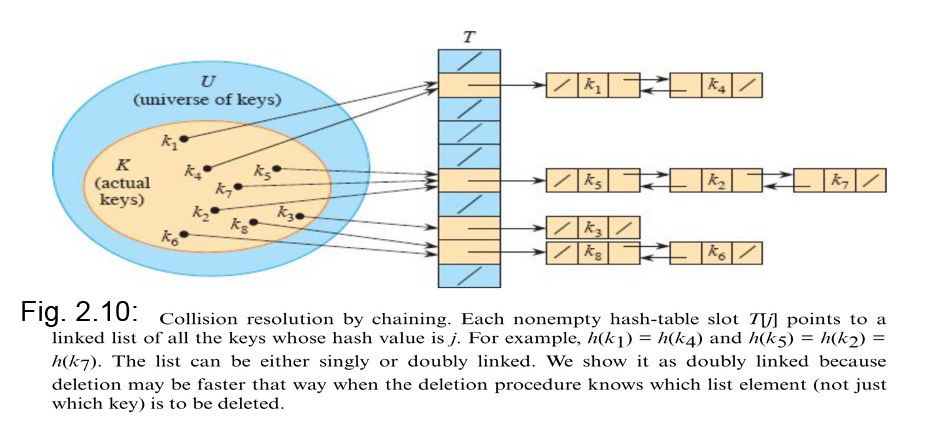 T
U
(universe of keys)
K
(actual
keys)
k1
k4
k5
k7
k2
k3
k8
k6
k1 k4
k5 k2 k7
k3
k8 k6
Fig. 2.10: Collision resolution by chaining. Each nonempty hash-table slot T[j] points to a
linked list of all the keys whose hash value is j. For example, h(k1) = h(k4) and h(k5) = h(k2) =
h(k7). The list can be either singly or doubly linked. We show it as doubly linked because
deletion may be faster that way when the deletion procedure knows which list element (not just
which key) is to be deleted.